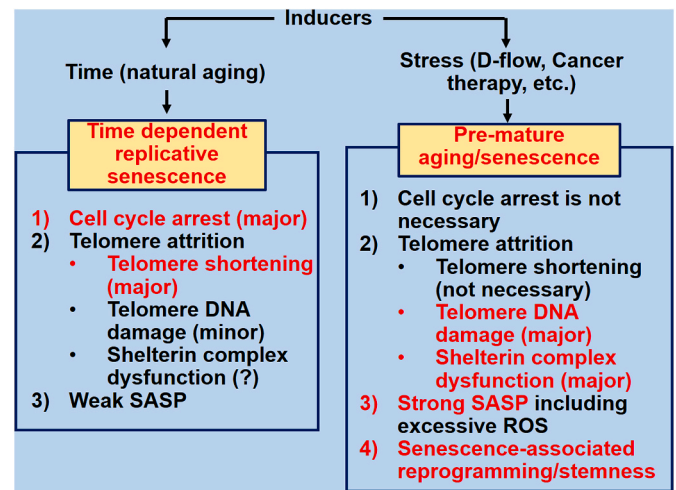 Inducers
Time (natural aging)
Stress (D-flow, Cancer
therapy, etc.)
Time dependent
replicative
senescence
1) Cell cycle arrest (major)
2) Telomere attrition
• Telomere shortening
(major)
• Telomere DNA
damage (minor)
• Shelterin complex
dysfunction (?)
3) Weak SASP
Pre-mature
aging/senescence
1) Cell cycle arrest is not
necessary
2) Telomere attrition
• Telomere shortening
(not necessary)
• Telomere DNA
damage (major)
• Shelterin complex
dysfunction (major)
3) Strong SASP including
excessive ROS
4) Senescence-associated
reprogramming/stemness